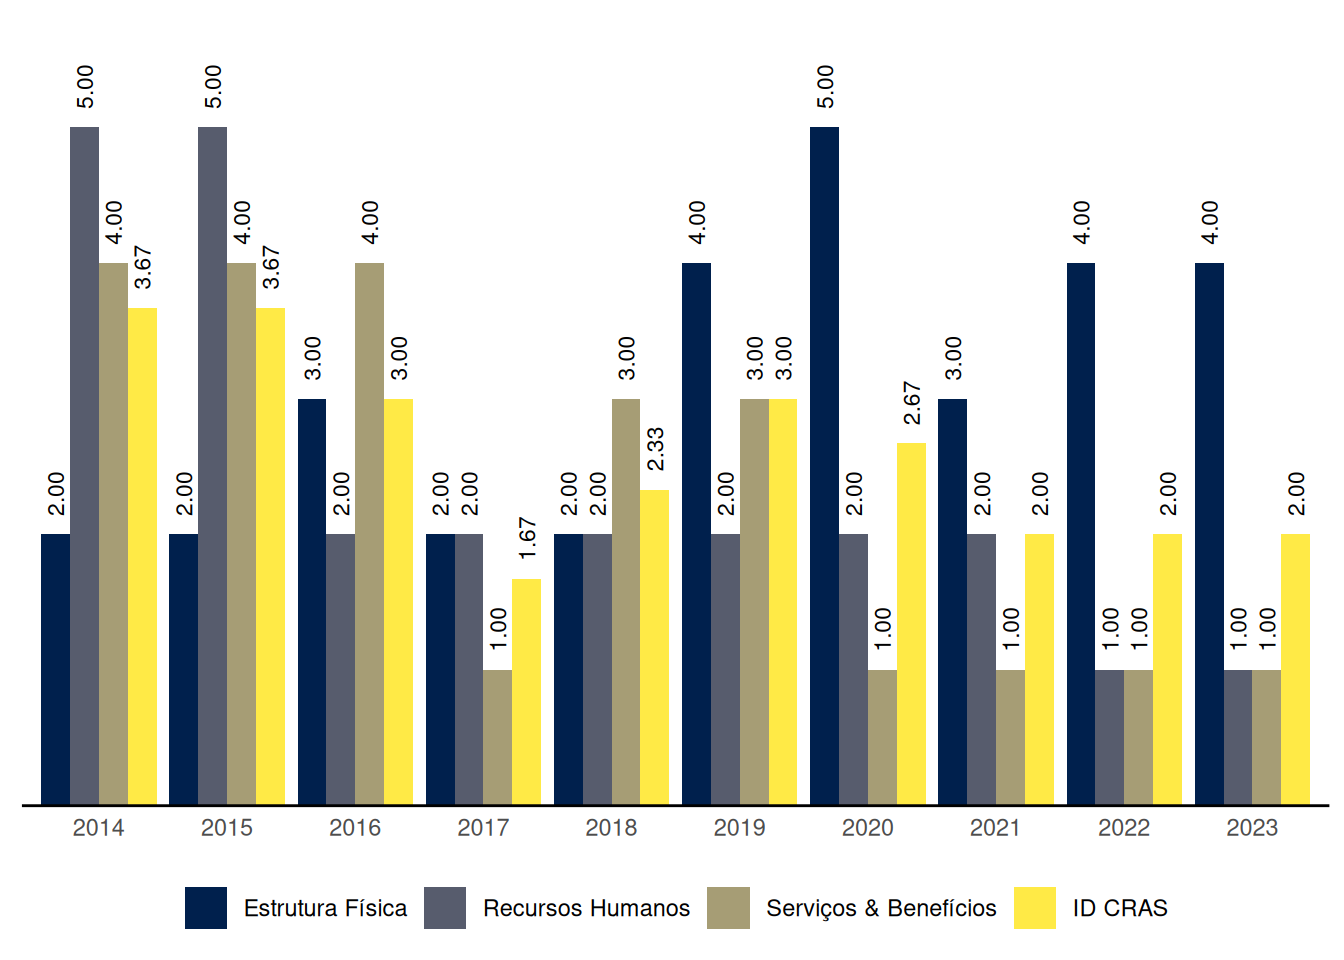 5.00 5.00 5.00
4.00 4.00 4.00 4.00 4.00 4.00
3.67 3.67
3.00 3.00 3.00 3.00 3.00 3.00
2.67
2.33
2.00 2.00 2.00 2.00 2.00 2.00 2.00 2.00 2.00 2.00 2.00 2.00 2.00
1.67
1.00 1.00 1.00 1.00 1.00 1.00 1.00
2014 2015 2016 2017 2018 2019 2020 2021 2022 2023
Estrutura Física Recursos Humanos Serviços & Benefícios ID CRAS